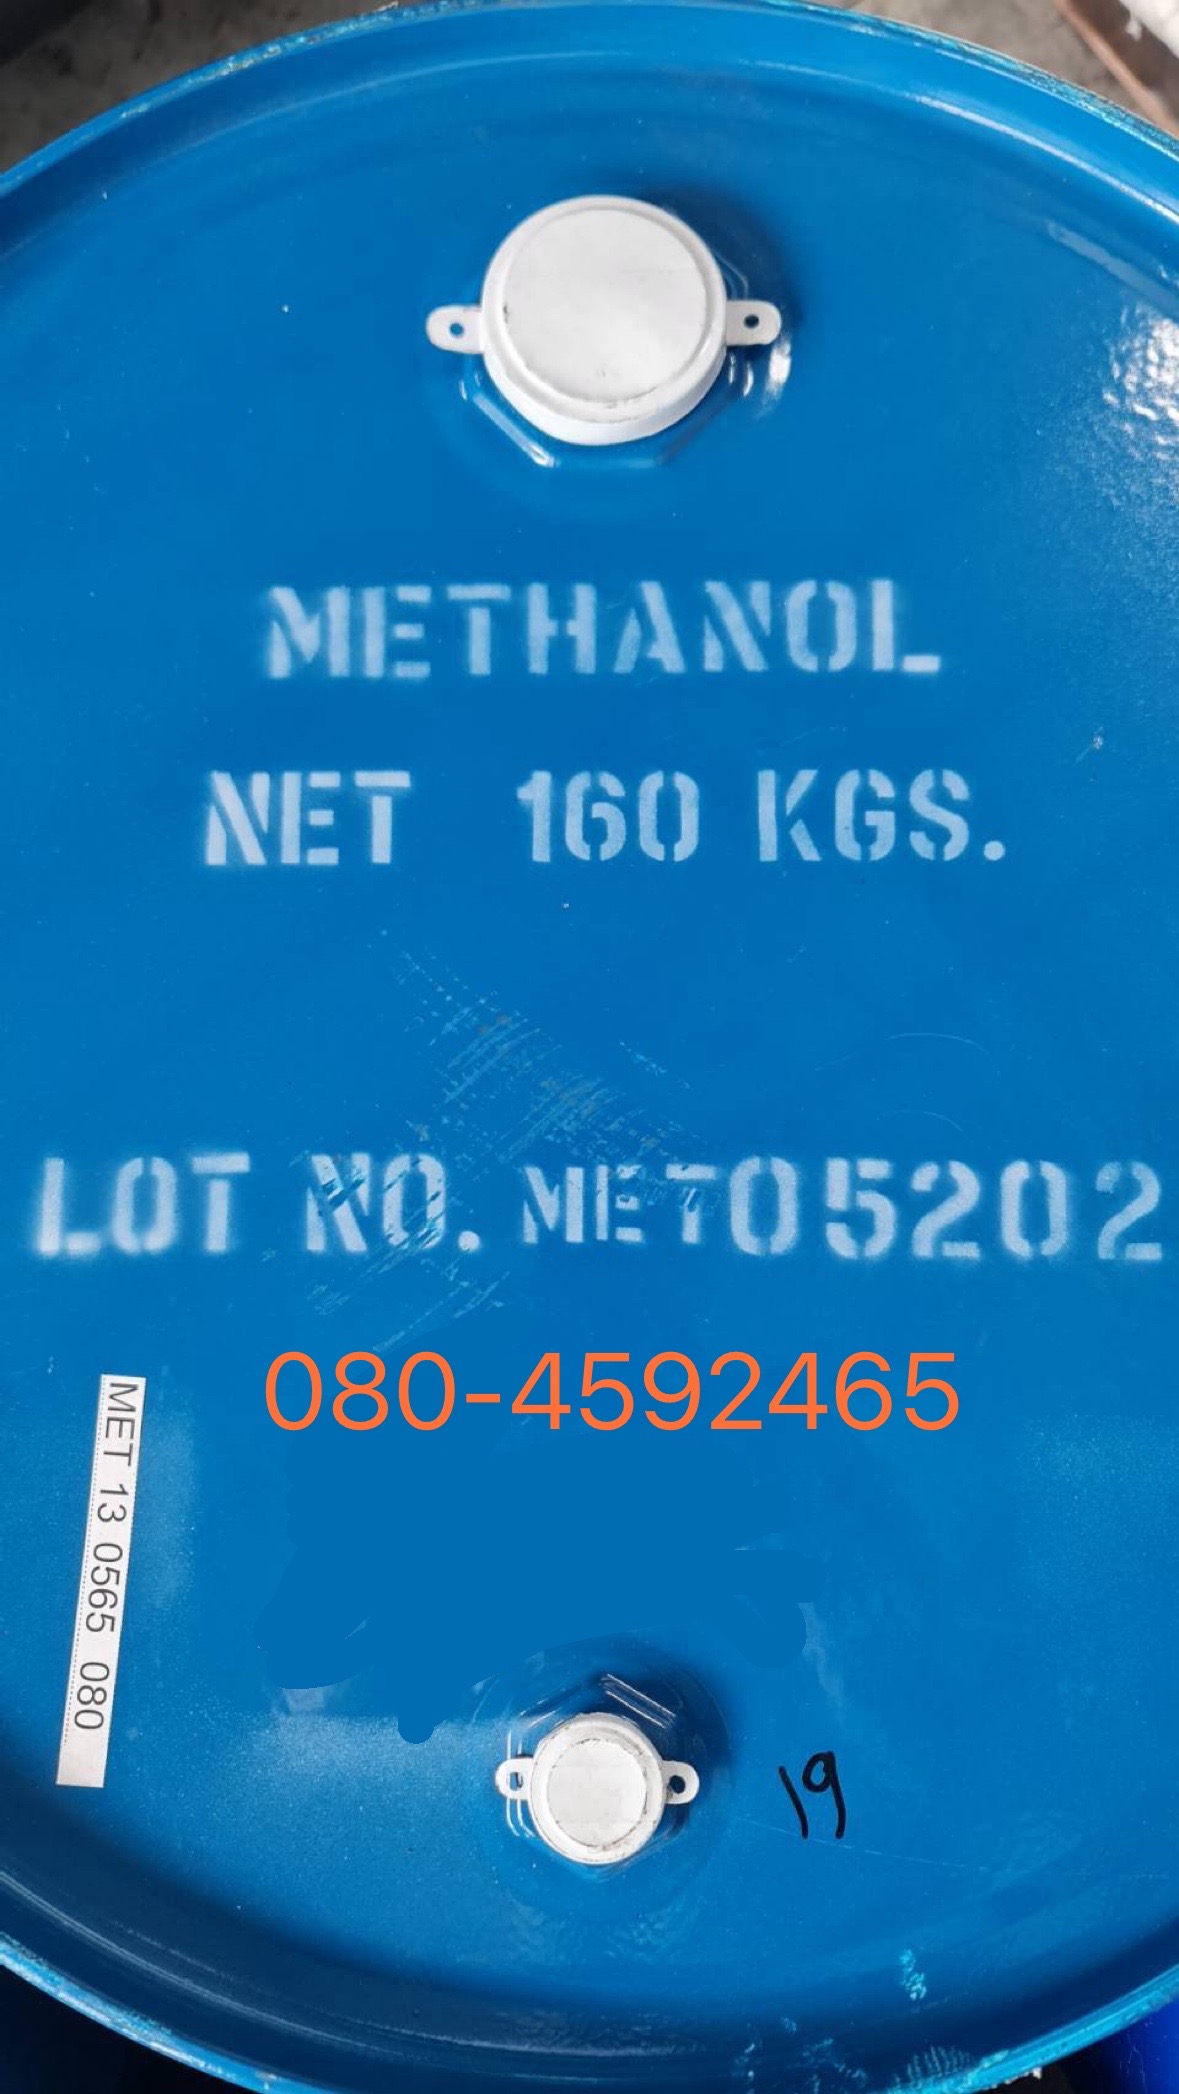 METHANOL
NET 160 KGS.
LOT NO. MET05202
080-4592465
MET 13 0565 080
19